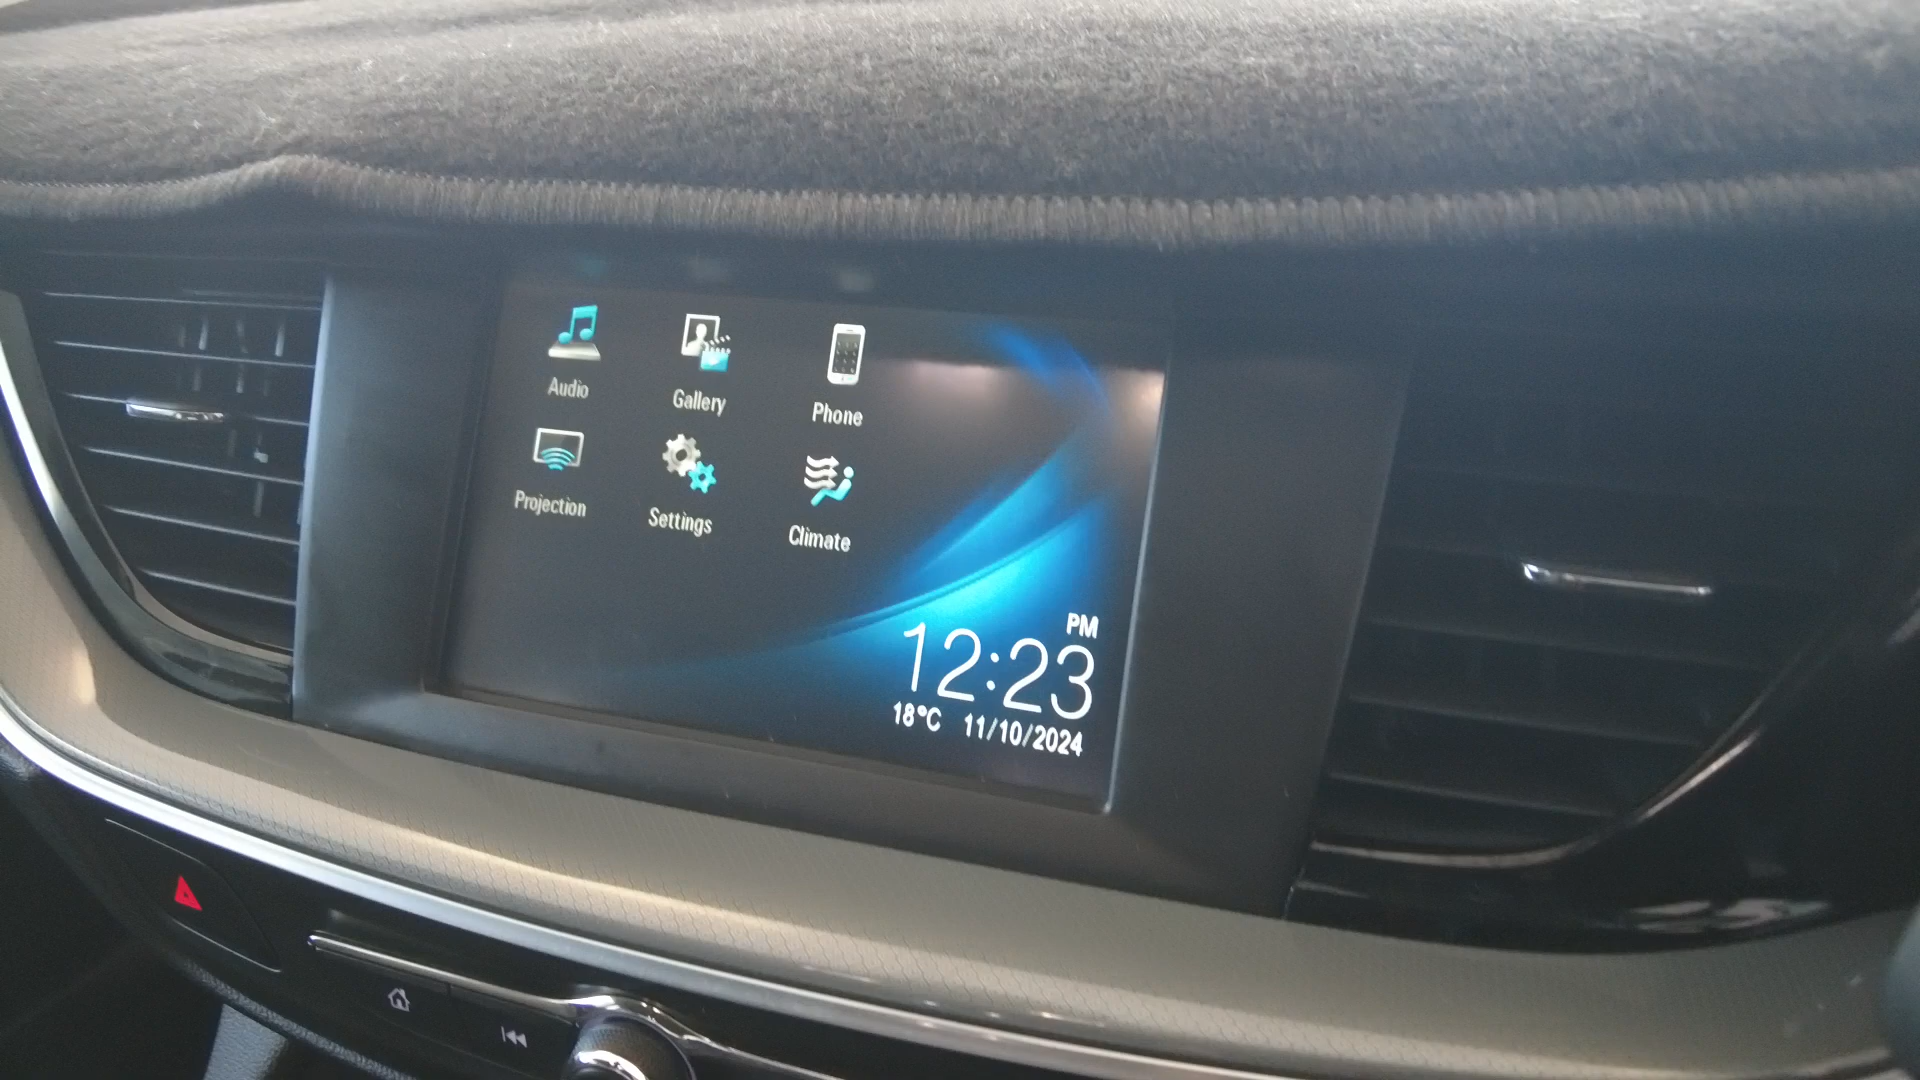 Audio
Gallery
Phone
Projection
Settings
Climate
PM
12:23
18°C 11/10/2024